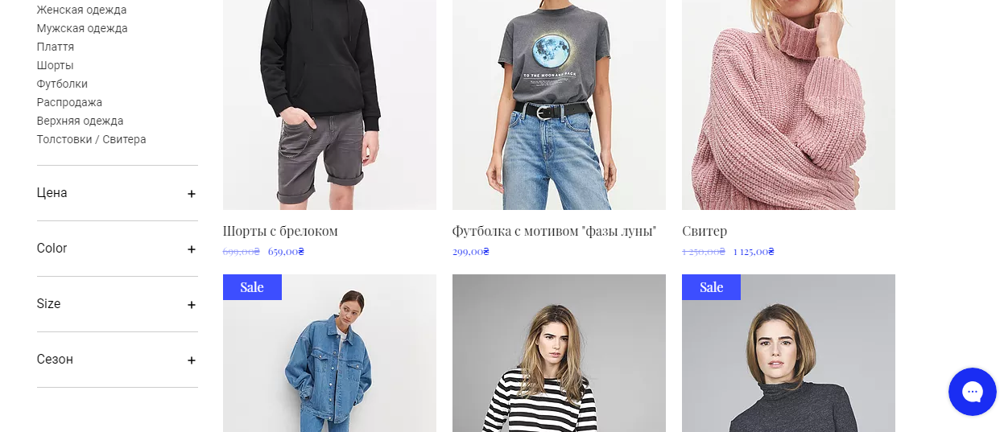 Женская одежда
Мужская одежда
Плаття
Шорты
Футболки
Распродажа
Верхняя одежда
Толстовки / Свитера
Цена
+
Color
+
Size
+
Сезон
+
TO THE MOON AND BACK
Шорты с брелоком
699,00₴ 659,00₴
Футболка с мотивом "фазы луны"
299,00₴
Свитер
1 250,00₴ 1 125,00₴
Sale
Sale